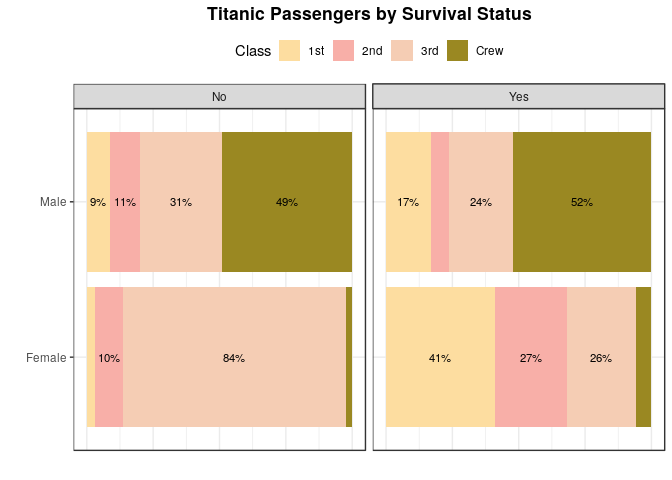 Titanic Passengers by Survival Status
Class 1st 2nd 3rd Crew
No Yes
Male 9% 11% 31% 49% 17% 24% 52%
Female 10% 84% 41% 27% 26%